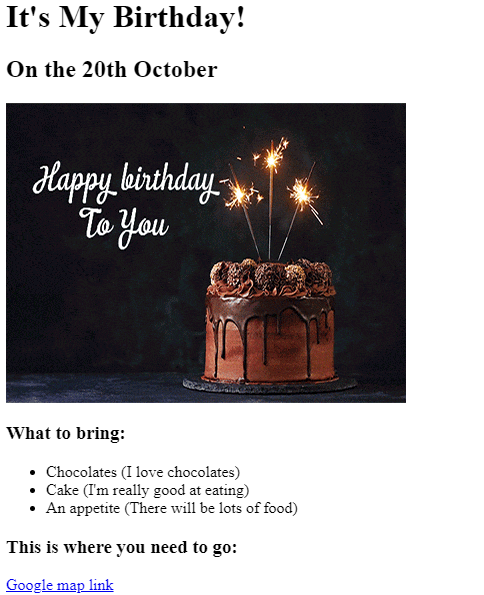 It's My Birthday!
On the 20th October
Happy birthday
To You
What to bring:
Chocolates (I love chocolates)
Cake (I'm really good at eating)
An appetite (There will be lots of food)
This is where you need to go:
Google map link